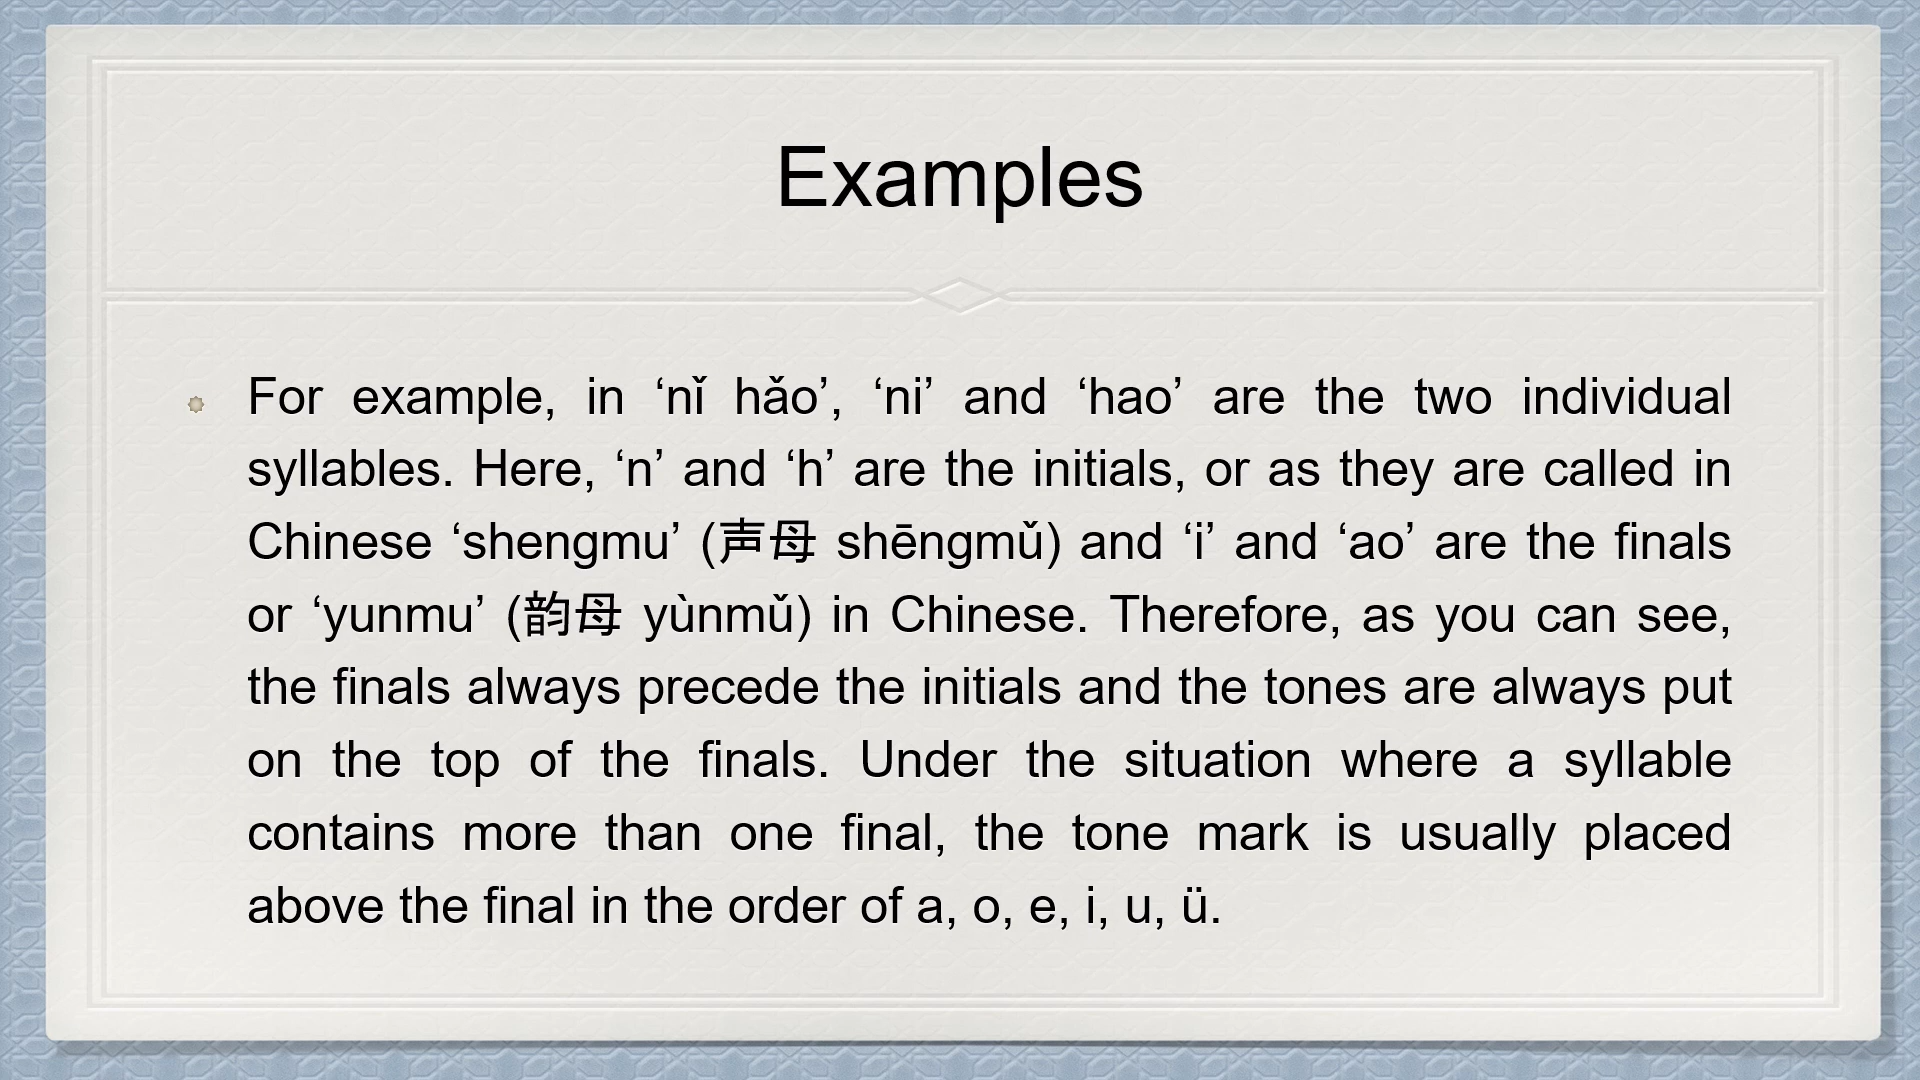 Examples
For example, in ‘nǐ hǎo’, ‘ni’ and ‘hao’ are the two individual
syllables. Here, ‘n’ and ‘h’ are the initials, or as they are called in
Chinese ‘shengmu’ (声母 shēngmǔ) and ‘i’ and ‘ao’ are the finals
or ‘yunmu’ (韵母 yùnmǔ) in Chinese. Therefore, as you can see,
the finals always precede the initials and the tones are always put
on the top of the finals. Under the situation where a syllable
contains more than one final, the tone mark is usually placed
above the final in the order of a, o, e, i, u, ü.